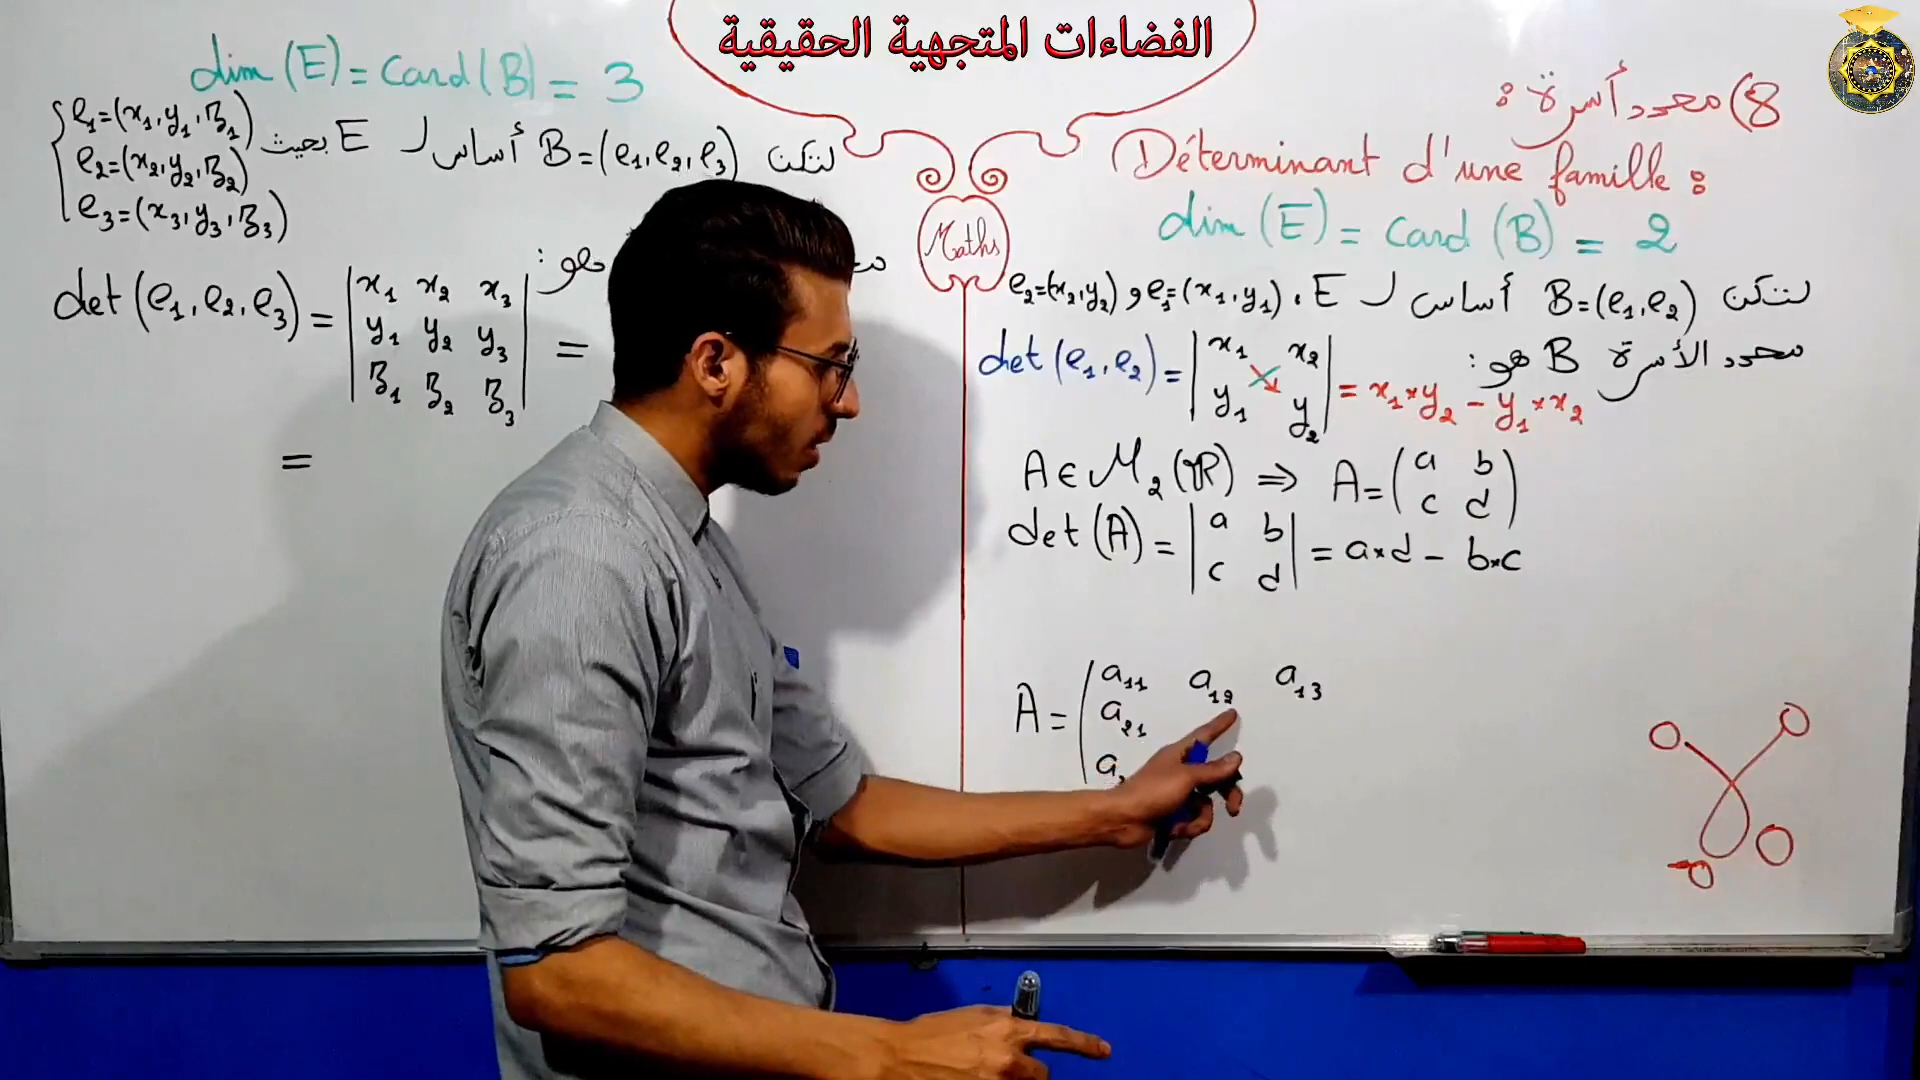 الفضاءات المتجهية الحقيقية
8) محدد أسرة :
Déterminant d'une famille :
dim (E) = Card (B) = 2
لتكن B=(e₁,e₂) أساس ل E ، e₁=(x₁,y₁) و e₂=(x₂,y₂)
محدد الأسرة B هو :
det (e₁,e₂) = | x₁ x₂ | = x₁×y₂ - y₁×x₂
| y₁ y₂ |
A ∈ M₂(ℝ) ⇒ A = ( a b )
( c d )
det (A) = | a b | = a×d - b×c
| c d |
A = ( a₁₁ a₁₂ a₁₃
a₂₁
a
Maths
dim (E) = Card (B) = 3
لتكن B=(e₁,e₂,e₃) أساس ل E بحيث
{ e₁=(x₁,y₁,z₁)
e₂=(x₂,y₂,z₂)
e₃=(x₃,y₃,z₃)
هو :
det (e₁,e₂,e₃) = | x₁ x₂ x₃ | =
| y₁ y₂ y₃ |
| z₁ z₂ z₃ |
=